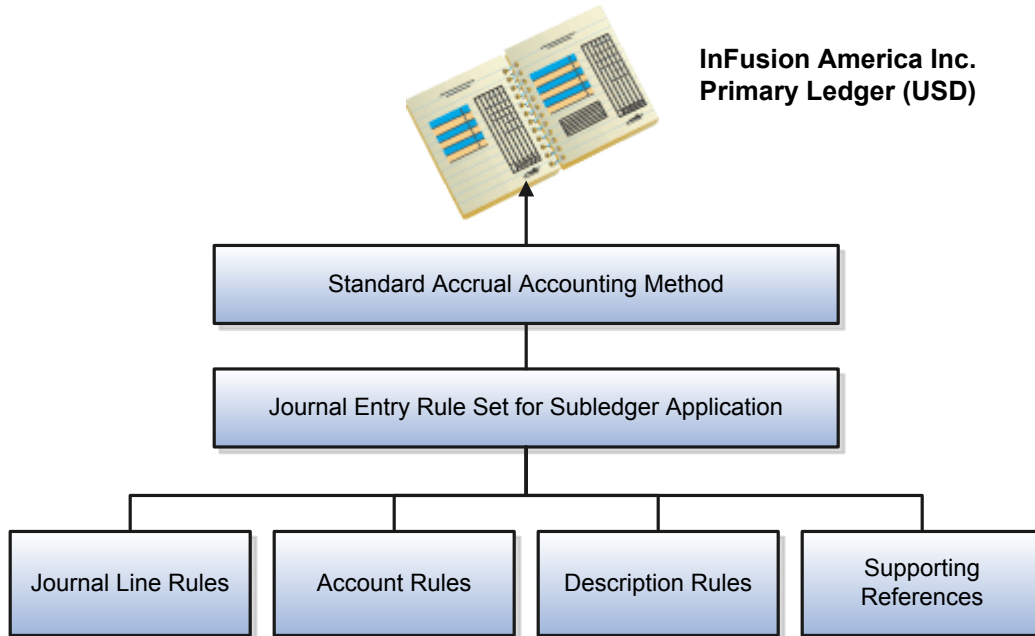 InFusion America Inc.
Primary Ledger (USD)
Standard Accrual Accounting Method
Journal Entry Rule Set for Subledger Application
Journal Line Rules
Account Rules
Description Rules
Supporting
References